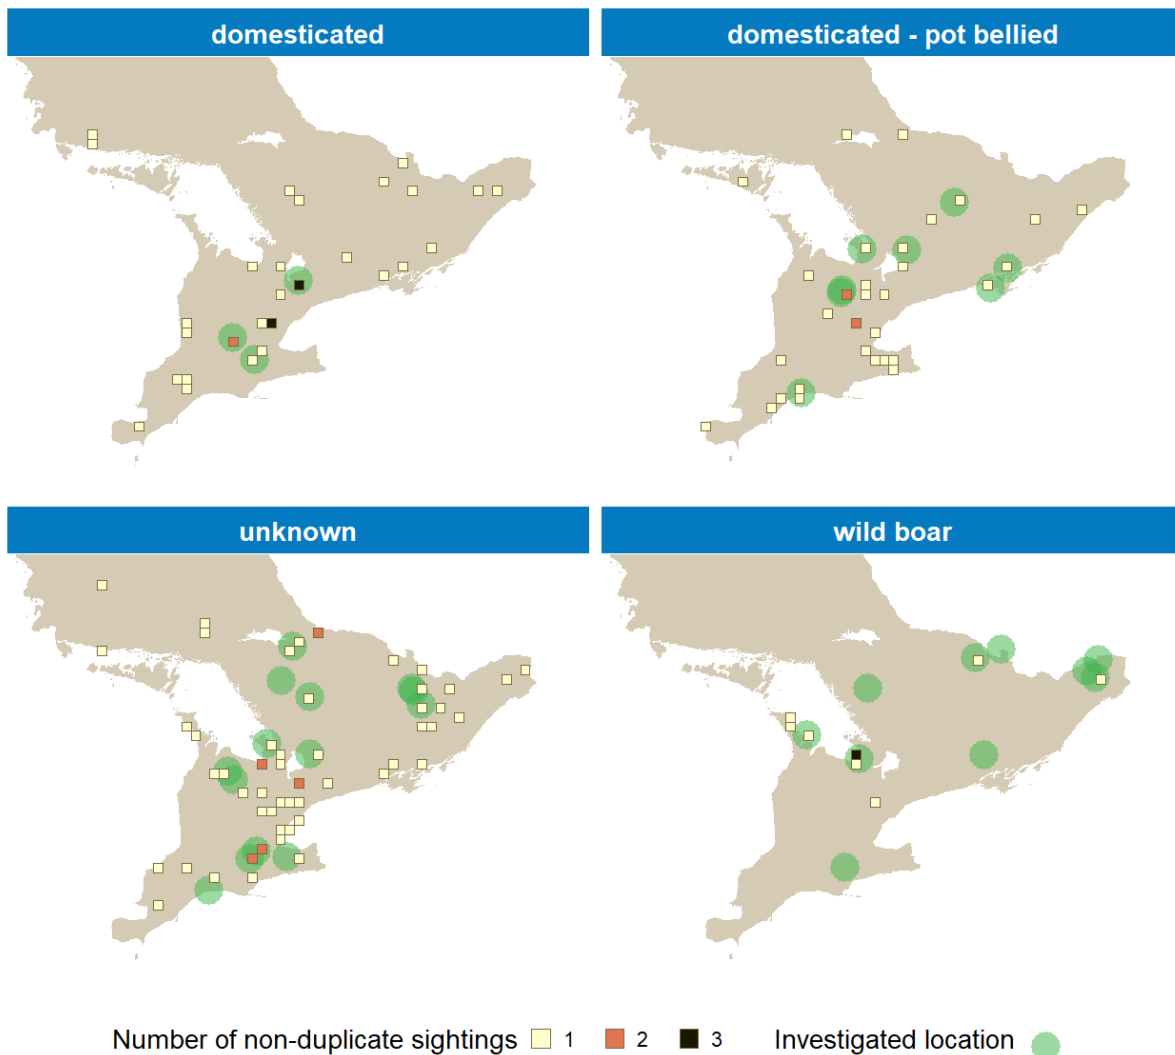 domesticated
domesticated - pot bellied
unknown
wild boar
Number of non-duplicate sightings 1 2 3 Investigated location